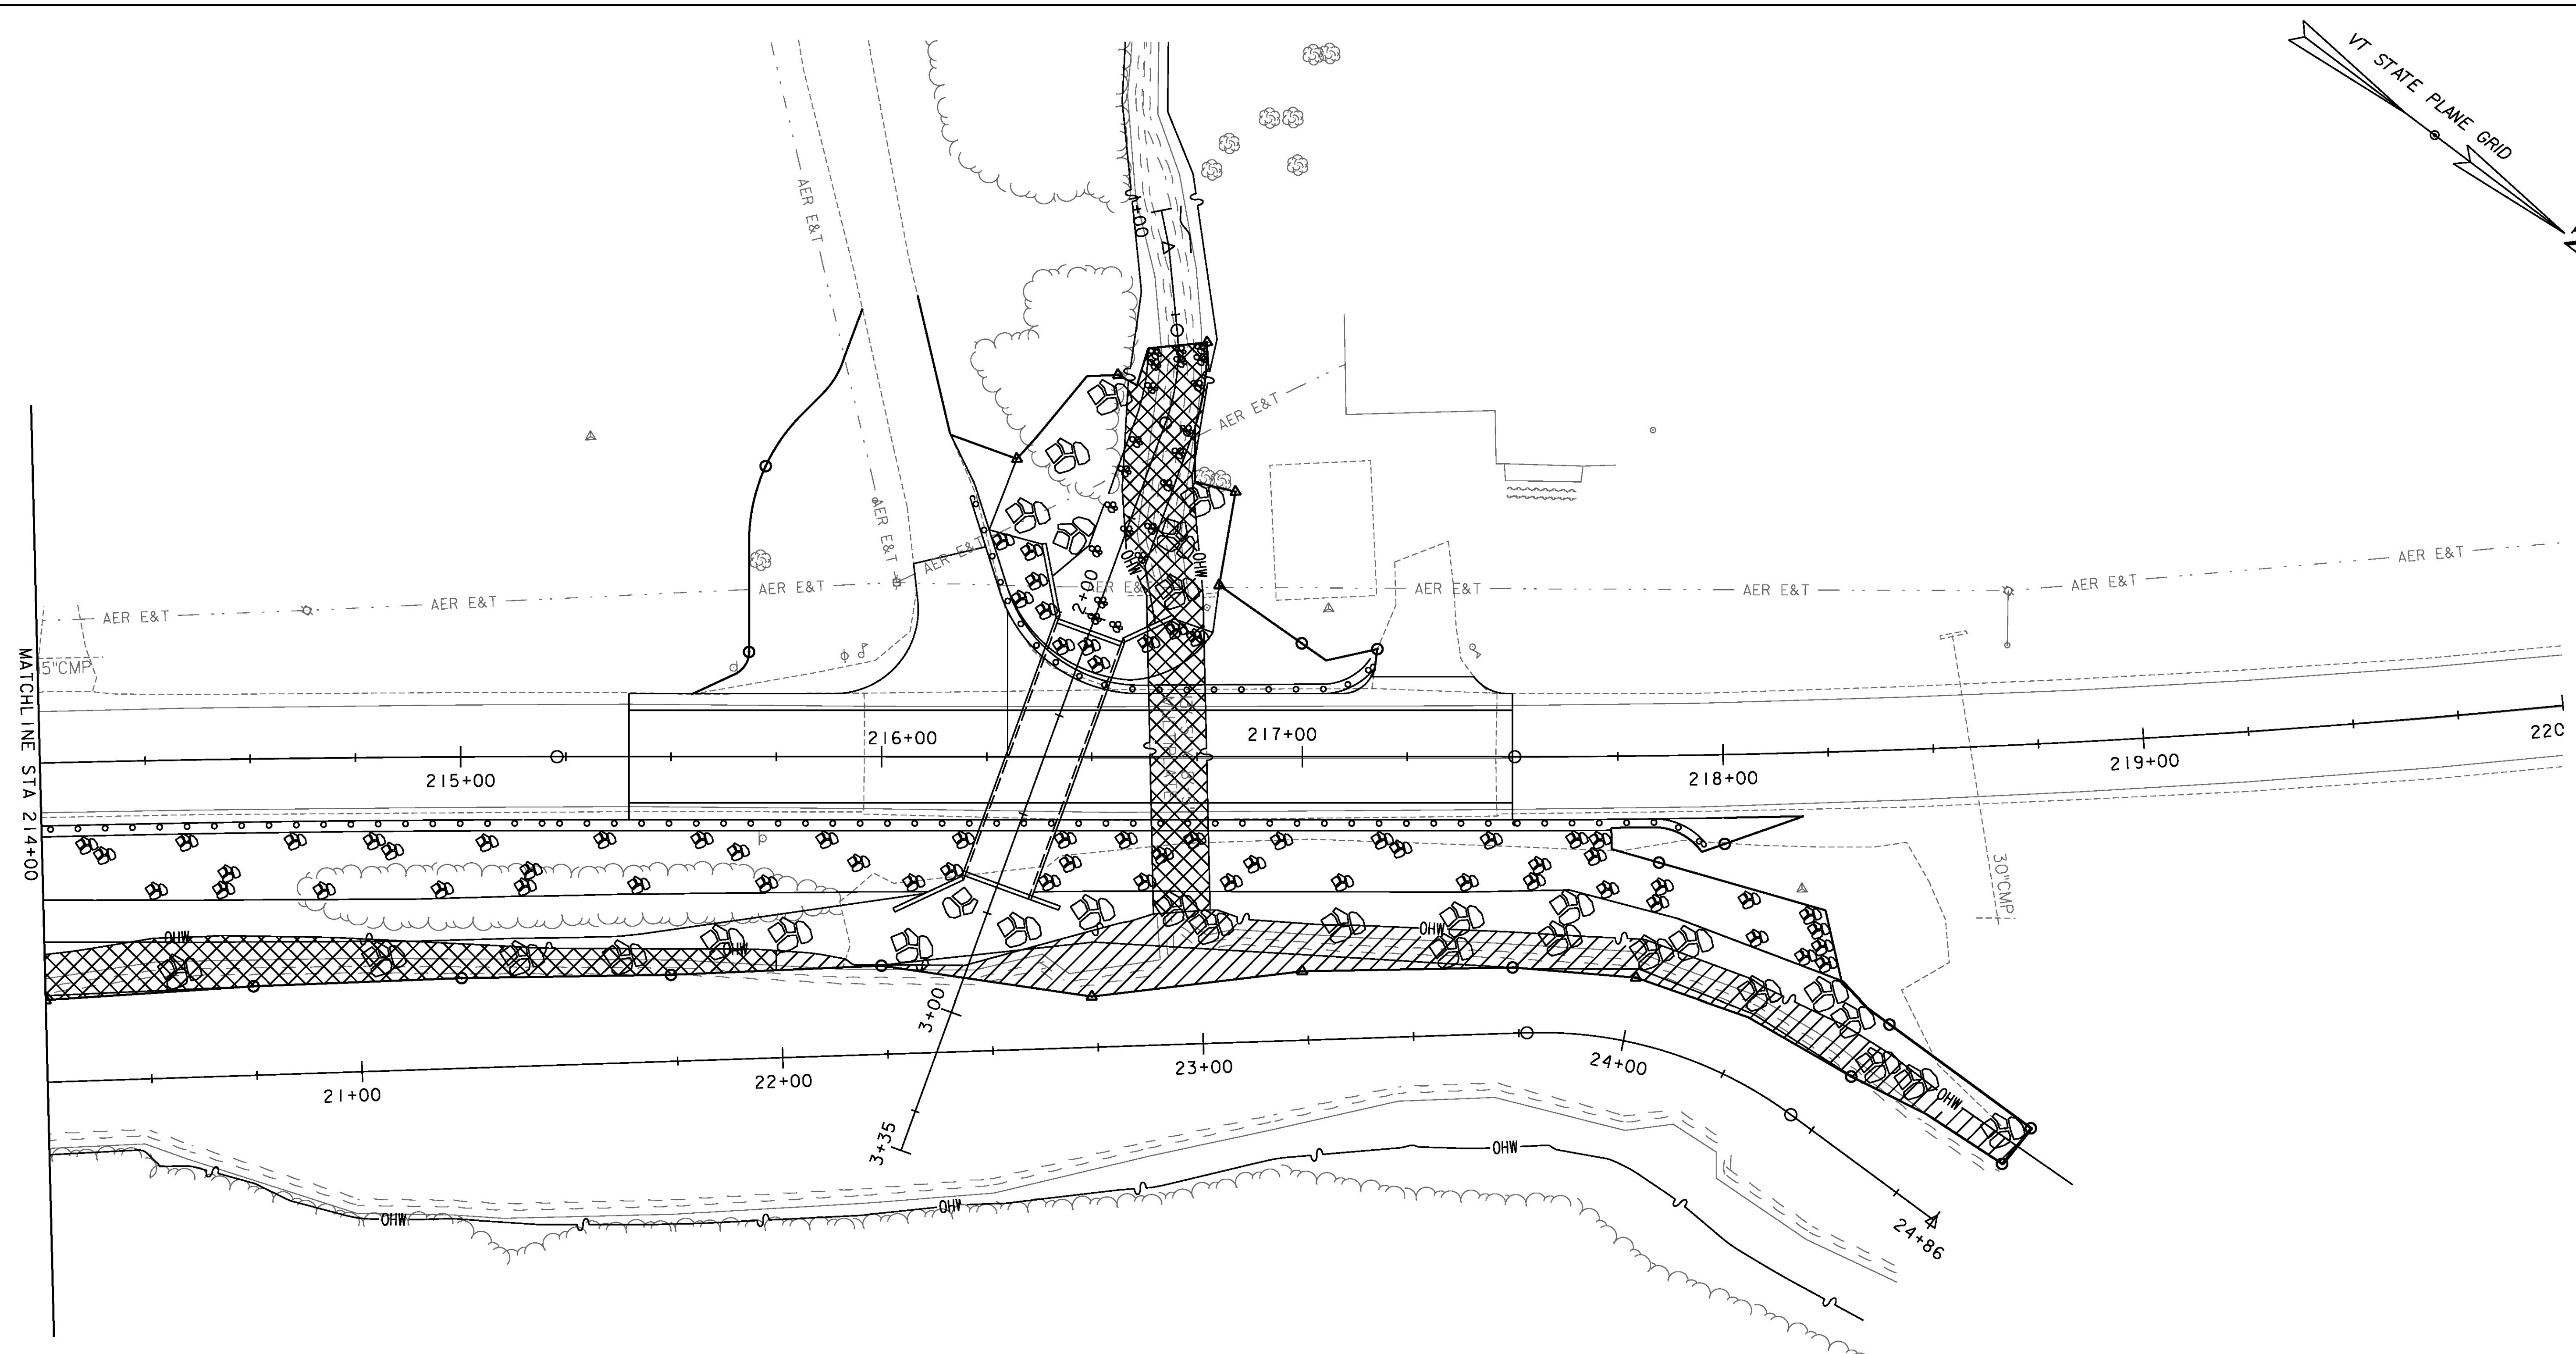 VT STATE PLANE GRID
AER E&T
1+00
AER E&T
AER E&T
AER E&T
OHW
OHW
2+00
AER E&T
AER E&T
AER E&T
ER E&T
AER E&T
AER E&T
AER E&T
AER E&T
5"CMP
MATCHLINE STA 214+00
215+00
216+00
217+00
218+00
219+00
22
30"CMP
OHW
OHW
OHW
3+00
21+00
22+00
23+00
24+00
OHW
3+35
OHW
OHW
OHW
24+86